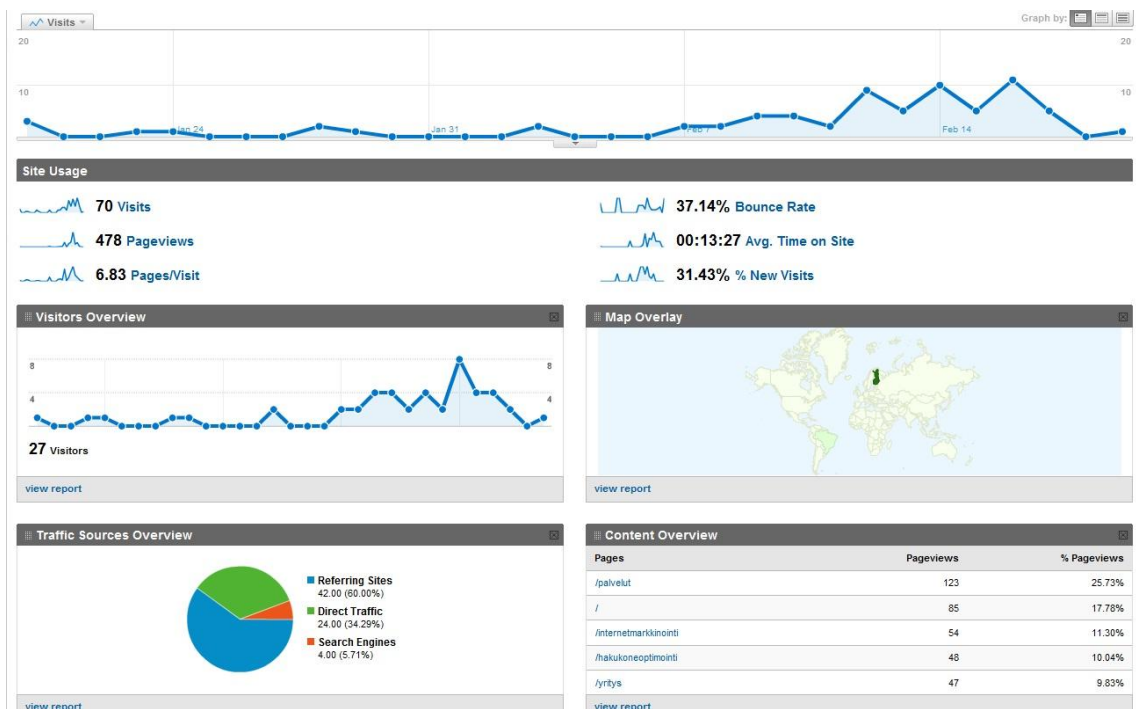 Visits
Graph by:
20 20
10 10
Jan 24 Jan 31 Feb 7 Feb 14
Site Usage
70 Visits
37.14% Bounce Rate
478 Pageviews
00:13:27 Avg. Time on Site
6.83 Pages/Visit
31.43% % New Visits
Visitors Overview
8 8
4 4
27 Visitors
view report
Map Overlay
view report
Traffic Sources Overview
Referring Sites
42.00 (60.00%)
Direct Traffic
24.00 (34.29%)
Search Engines
4.00 (5.71%)
view report
Content Overview
Pages Pageviews % Pageviews
/palvelut 123 25.73%
/ 85 17.78%
/internetmarkkinointi 54 11.30%
/hakukoneoptimointi 48 10.04%
/yritys 47 9.83%
view report